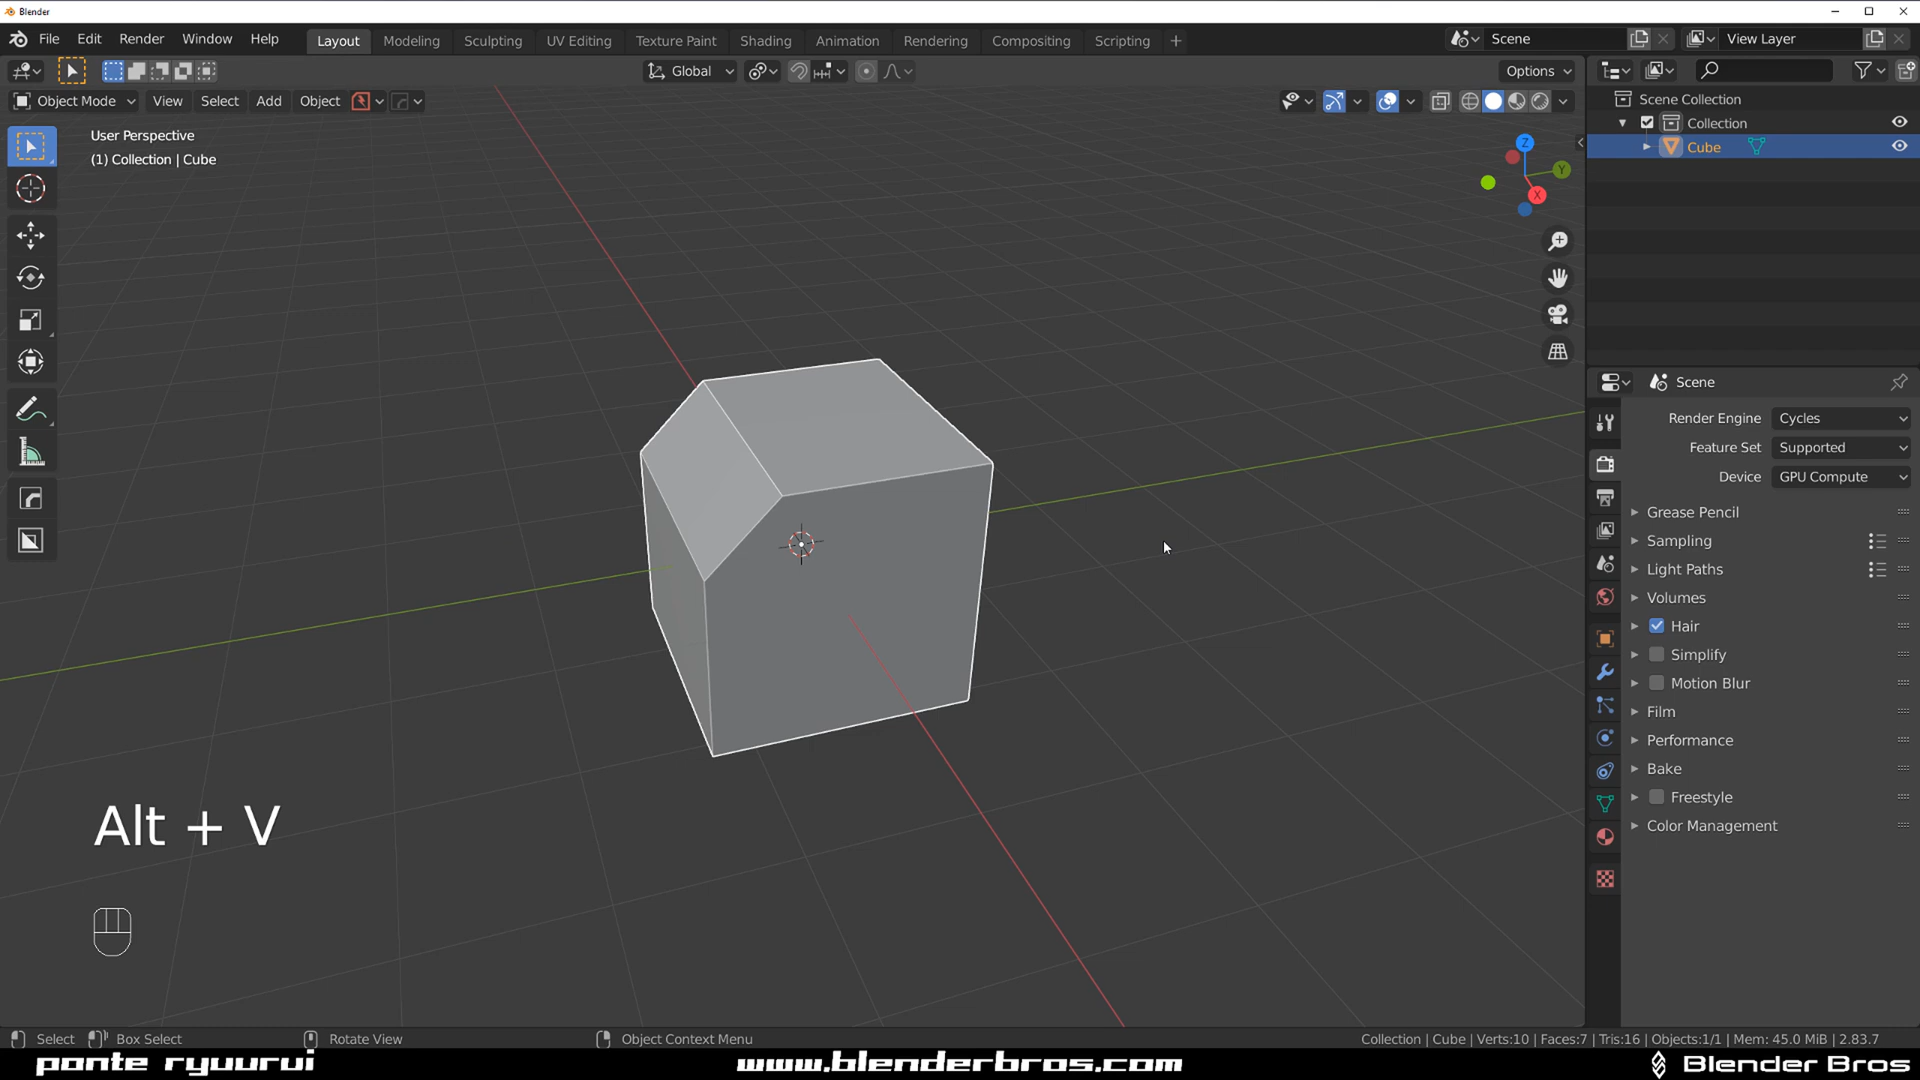 Blender
File Edit Render Window Help Layout Modeling Sculpting UV Editing Texture Paint Shading Animation Rendering Compositing Scripting + Scene View Layer
Global Options
Object Mode View Select Add Object
Scene Collection
Collection
Cube
User Perspective
(1) Collection | Cube
Z
Y
X
Scene
Render Engine Cycles
Feature Set Supported
Device GPU Compute
Grease Pencil
Sampling
Light Paths
Volumes
Hair
Simplify
Motion Blur
Film
Performance
Bake
Freestyle
Color Management
Alt + V
Select Box Select Rotate View Object Context Menu Collection | Cube | Verts:10 | Faces:7 | Tris:16 | Objects:1/1 | Mem: 45.0 MiB | 2.83.7
ponte ryuurui www.blenderbros.com Blender Bros